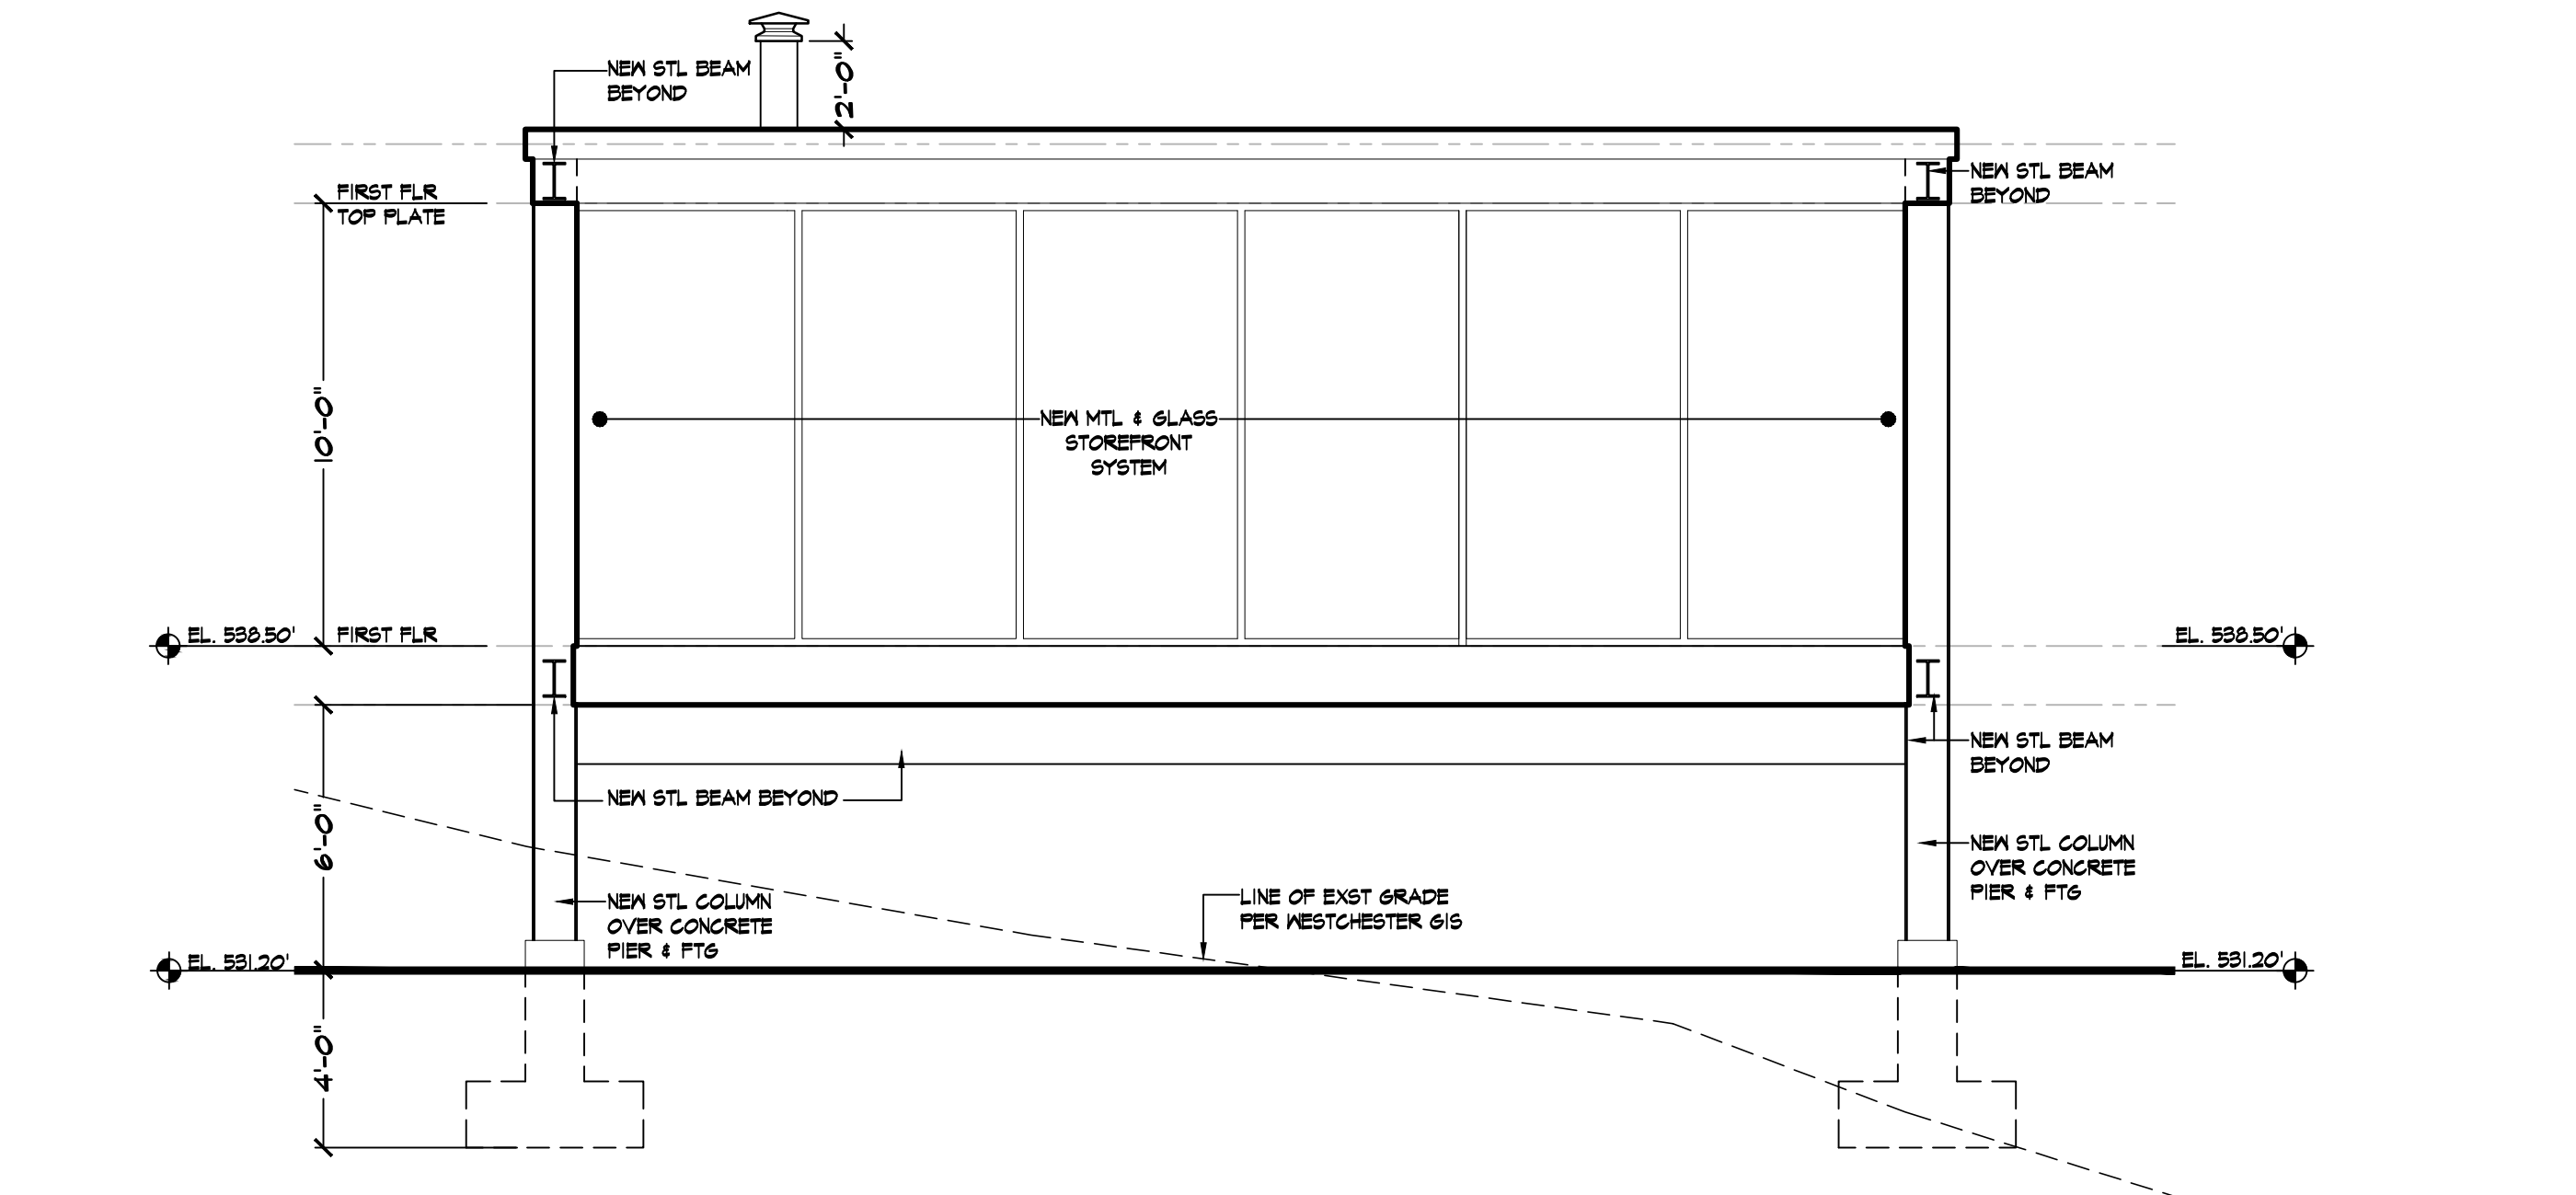 2'-0"
NEW STL BEAM
BEYOND
NEW STL BEAM
BEYOND
FIRST FLR
TOP PLATE
10'-0"
NEW MTL & GLASS
STOREFRONT
SYSTEM
EL. 538.50'
FIRST FLR
EL. 538.50'
NEW STL BEAM
BEYOND
NEW STL BEAM BEYOND
6'-0"
NEW STL COLUMN
OVER CONCRETE
PIER & FTG
LINE OF EXST GRADE
PER WESTCHESTER GIS
NEW STL COLUMN
OVER CONCRETE
PIER & FTG
EL. 531.20'
EL. 531.20'
4'-0"